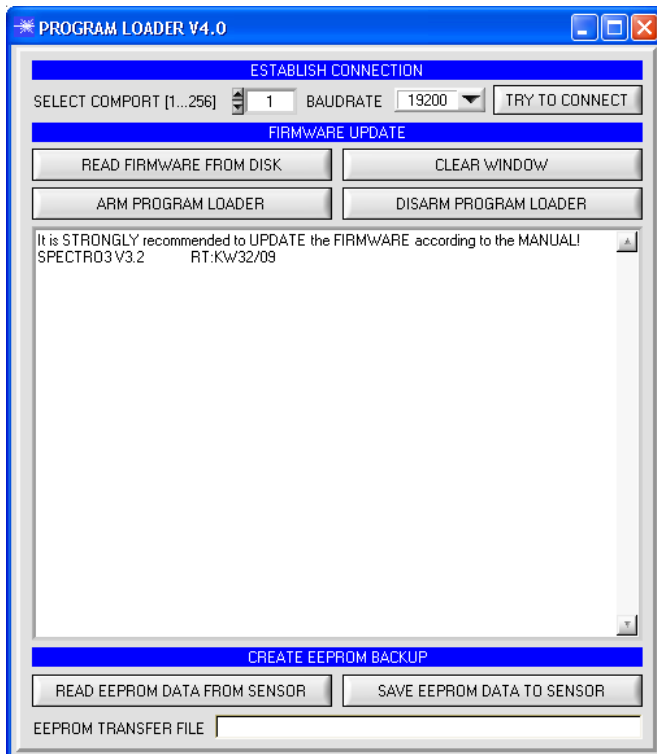 PROGRAM LOADER V4.0
ESTABLISH CONNECTION
SELECT COMPORT [1...256] 1 BAUDRATE 19200 TRY TO CONNECT
FIRMWARE UPDATE
READ FIRMWARE FROM DISK CLEAR WINDOW
ARM PROGRAM LOADER DISARM PROGRAM LOADER
It is STRONGLY recommended to UPDATE the FIRMWARE according to the MANUAL!
SPECTRO3 V3.2 RT:KW32/09
CREATE EEPROM BACKUP
READ EEPROM DATA FROM SENSOR SAVE EEPROM DATA TO SENSOR
EEPROM TRANSFER FILE